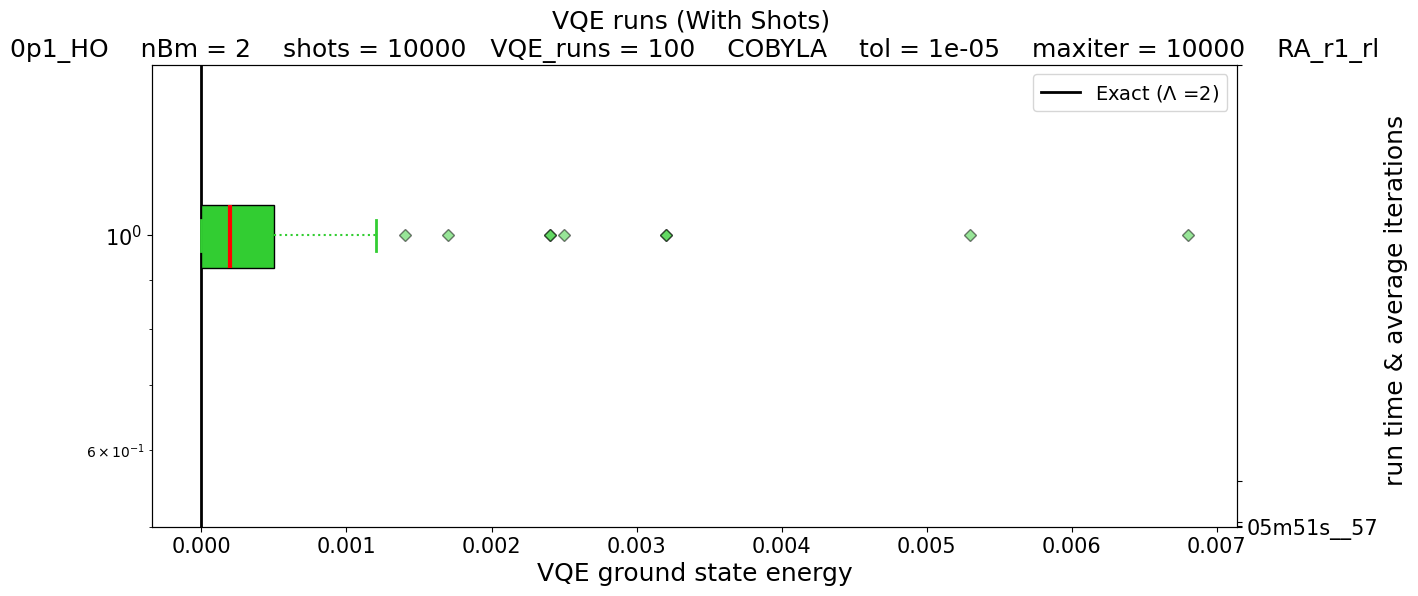 VQE runs (With Shots)
0p1_HO nBm = 2 shots = 10000 VQE_runs = 100 COBYLA tol = 1e-05 maxiter = 10000 RA_r1_rl
Exact (Λ =2)
10⁰
6 × 10⁻¹
0.000 0.001 0.002 0.003 0.004 0.005 0.006 0.007
VQE ground state energy
05m51s__57
run time & average iterations